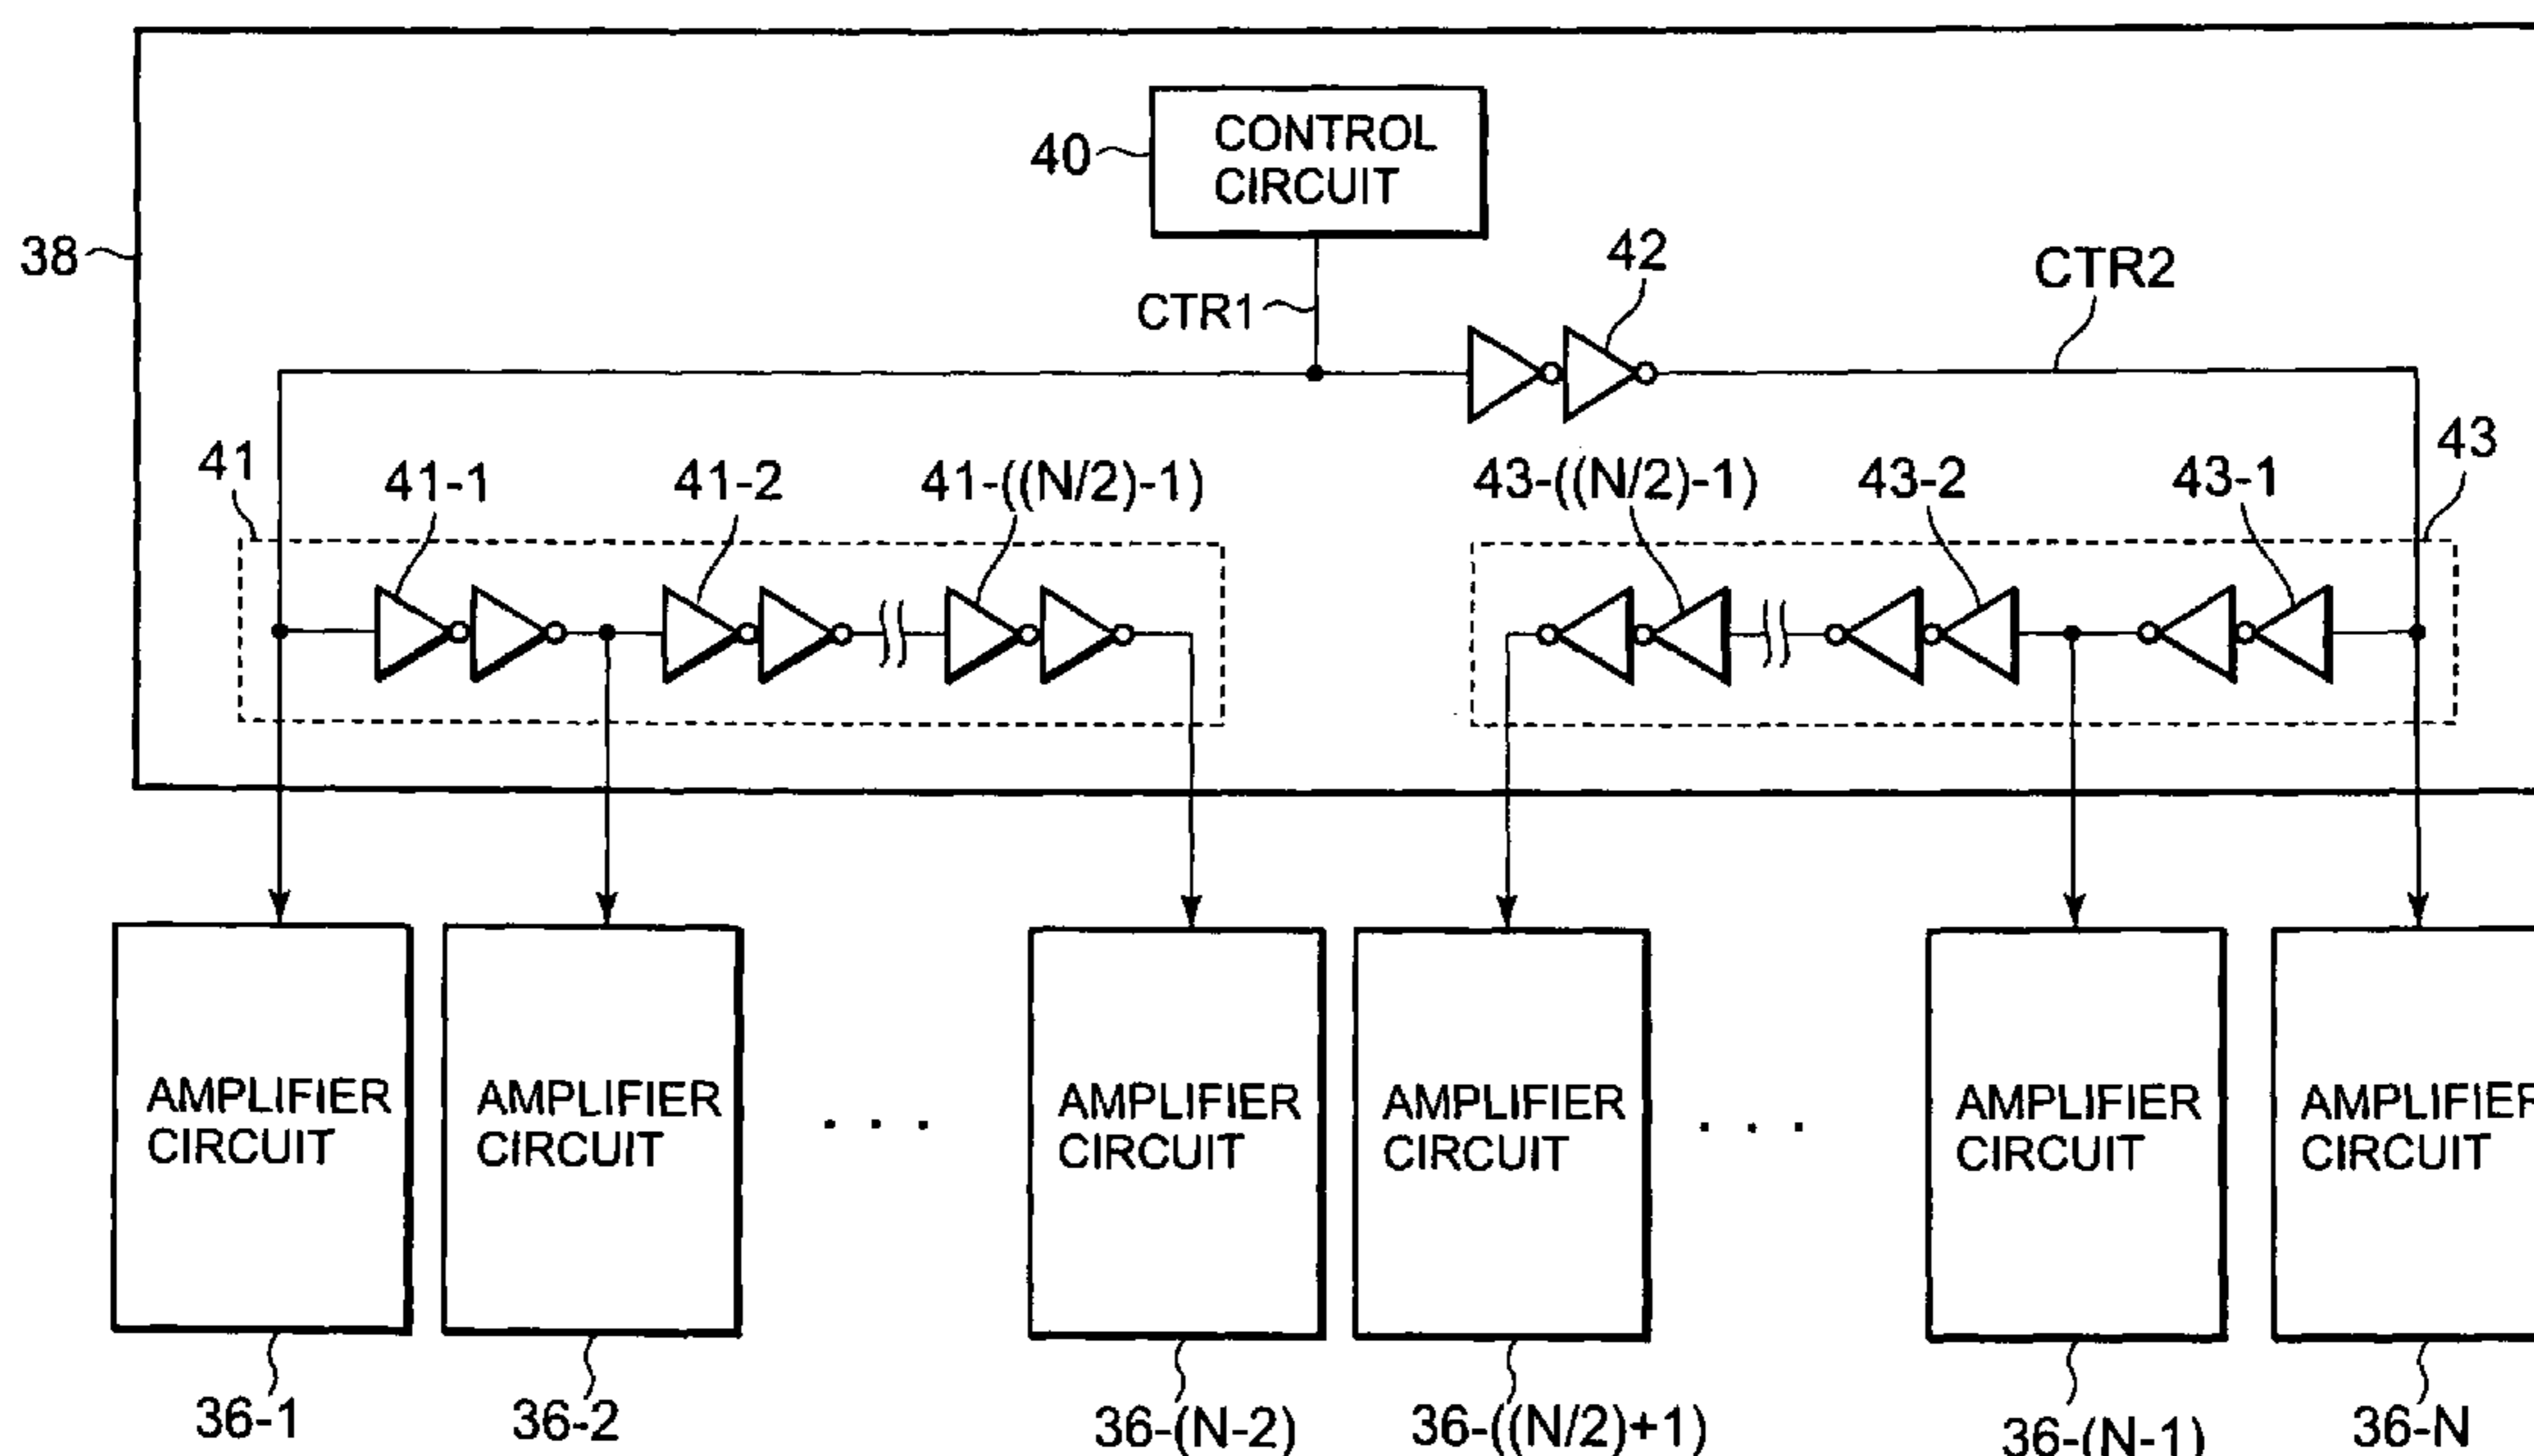 CONTROL
CIRCUIT
40
38
CTR1
42
CTR2
41
41-1
41-2
41-((N/2)-1)
43-((N/2)-1)
43-2
43-1
43
AMPLIFIER
CIRCUIT
AMPLIFIER
CIRCUIT
. . .
AMPLIFIER
CIRCUIT
AMPLIFIER
CIRCUIT
. . .
AMPLIFIER
CIRCUIT
AMPLIFIER
CIRCUIT
36-1
36-2
36-(N-2)
36-((N/2)+1)
36-(N-1)
36-N